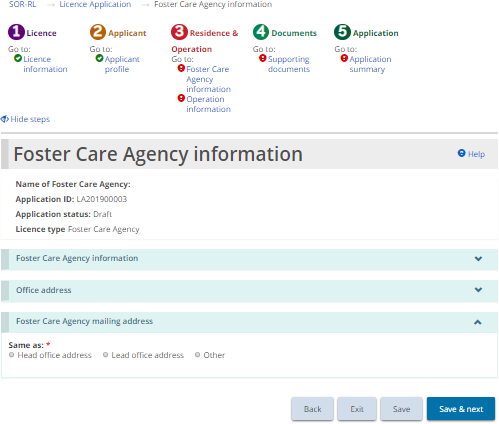 SOR-RL → Licence Application → Foster Care Agency information
1 Licence 2 Applicant 3 Residence & Operation 4 Documents 5 Application
Go to: Go to: Go to: Go to: Go to:
Licence information
Applicant profile
Foster Care Agency information
Operation information
Supporting documents
Application summary
Hide steps
Foster Care Agency information
Help
Name of Foster Care Agency:
Application ID: LA201900003
Application status: Draft
Licence type Foster Care Agency
Foster Care Agency information
Office address
Foster Care Agency mailing address
Same as: *
Head office address Lead office address Other
Back Exit Save Save & next